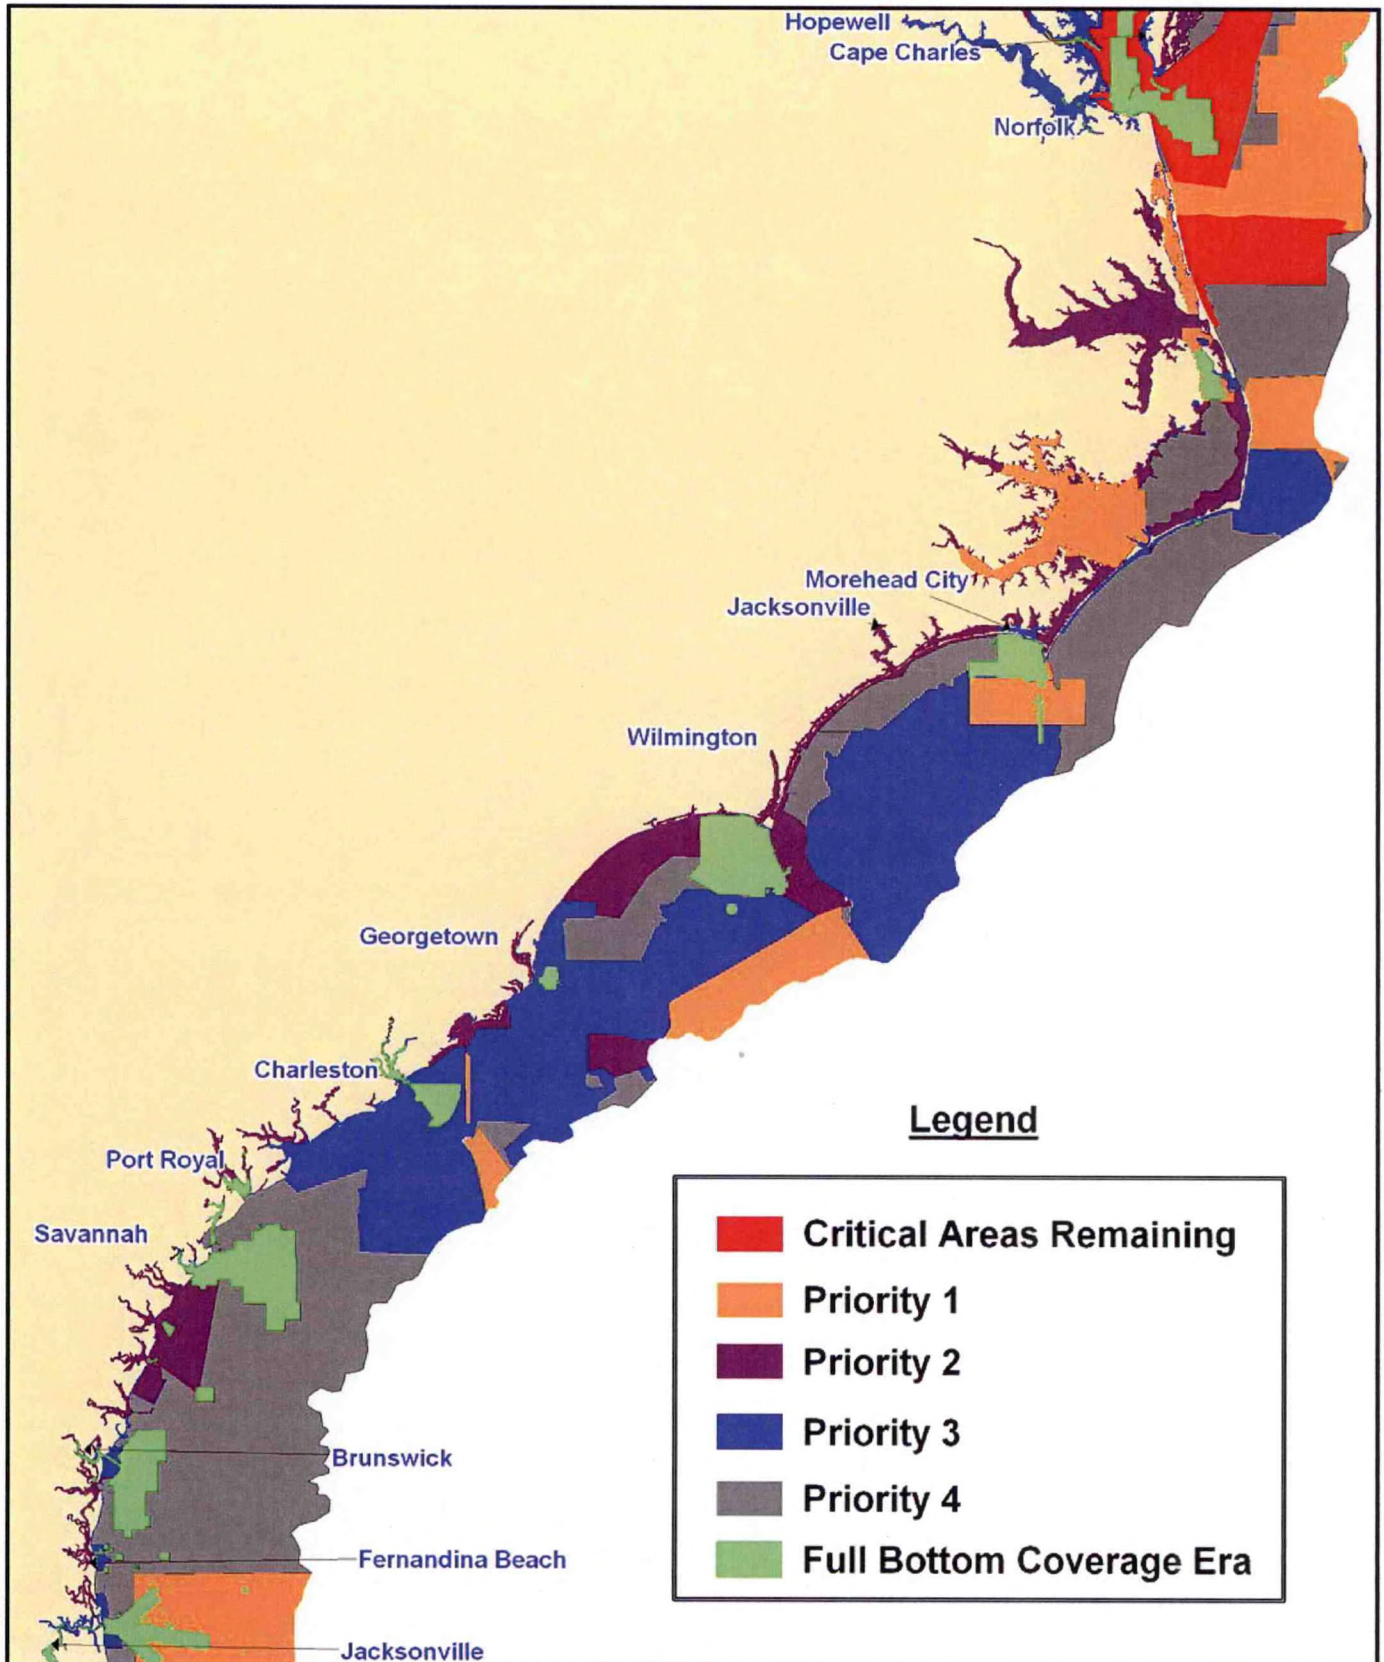 Hopewell
Cape Charles
Norfolk
Morehead City
Jacksonville
Wilmington
Georgetown
Charleston
Port Royal
Savannah
Brunswick
Fernandina Beach
Jacksonville
Legend
Critical Areas Remaining
Priority 1
Priority 2
Priority 3
Priority 4
Full Bottom Coverage Era